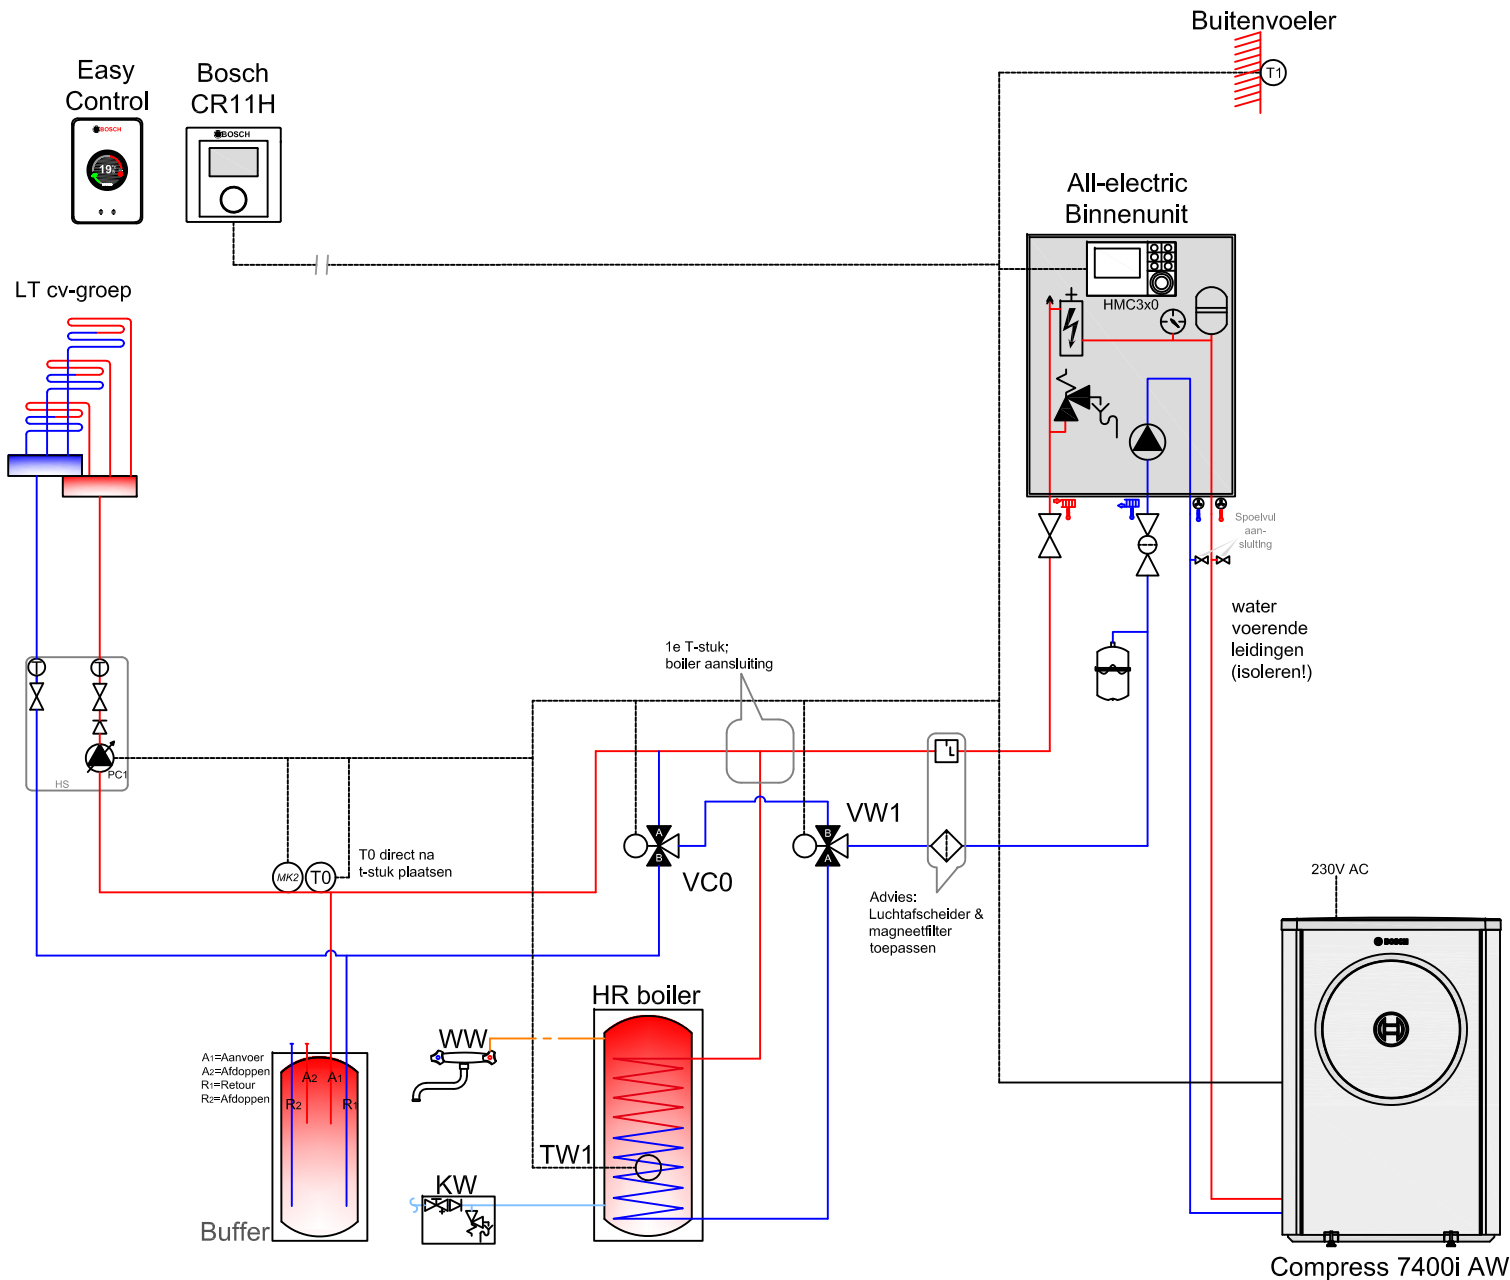 Buitenvoeler
T1
Easy
Control
Bosch
CR11H
BOSCH
19
BOSCH
All-electric
Binnenunit
HMC3x0
LT cv-groep
Spoelvul
aan-
sluiting
water
voerende
leidingen
(isoleren!)
1e T-stuk;
boiler aansluiting
T
T
PC1
HS
L
VW1
B
A
A
B
VC0
MK2
T0
T0 direct na
t-stuk plaatsen
Advies:
Luchtafscheider &
magneetfilter
toepassen
230V AC
BOSCH
HR boiler
WW
A1=Aanvoer
A2=Afdoppen
R1=Retour
R2=Afdoppen
A2
A1
R2
R1
TW1
KW
Buffer
Compress 7400i AW